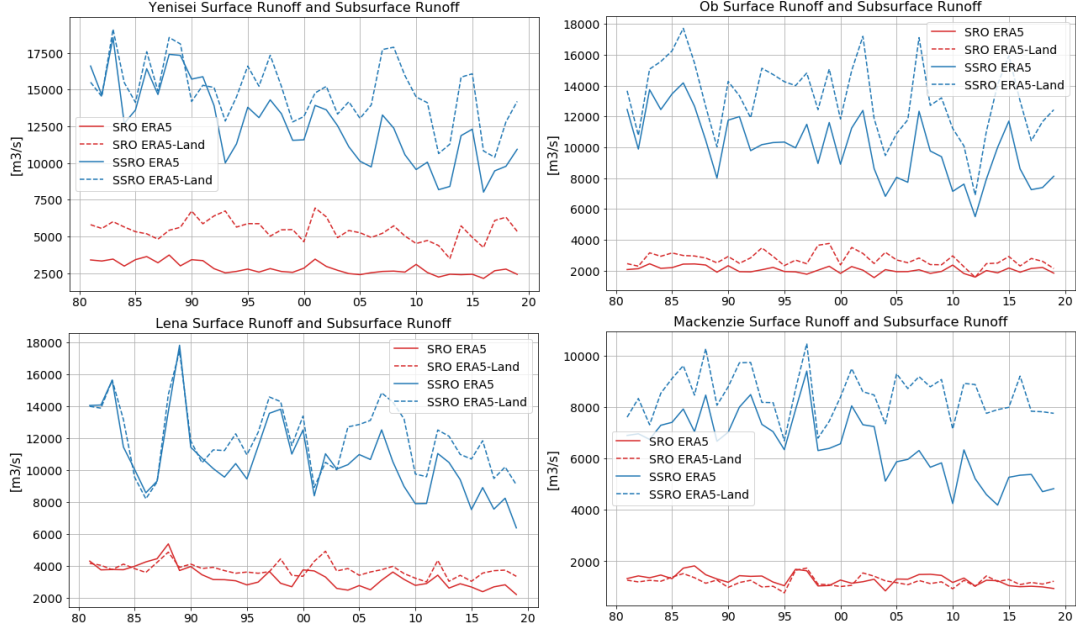 Yenisei Surface Runoff and Subsurface Runoff
[m3/s]
17500
15000
12500
10000
7500
5000
2500
SRO ERA5
SRO ERA5-Land
SSRO ERA5
SSRO ERA5-Land
80 85 90 95 00 05 10 15 20
Ob Surface Runoff and Subsurface Runoff
[m3/s]
18000
16000
14000
12000
10000
8000
6000
4000
2000
SRO ERA5
SRO ERA5-Land
SSRO ERA5
SSRO ERA5-Land
80 85 90 95 00 05 10 15 20
Lena Surface Runoff and Subsurface Runoff
[m3/s]
18000
16000
14000
12000
10000
8000
6000
4000
2000
SRO ERA5
SRO ERA5-Land
SSRO ERA5
SSRO ERA5-Land
80 85 90 95 00 05 10 15 20
Mackenzie Surface Runoff and Subsurface Runoff
[m3/s]
10000
8000
6000
4000
2000
0
SRO ERA5
SRO ERA5-Land
SSRO ERA5
SSRO ERA5-Land
80 85 90 95 00 05 10 15 20